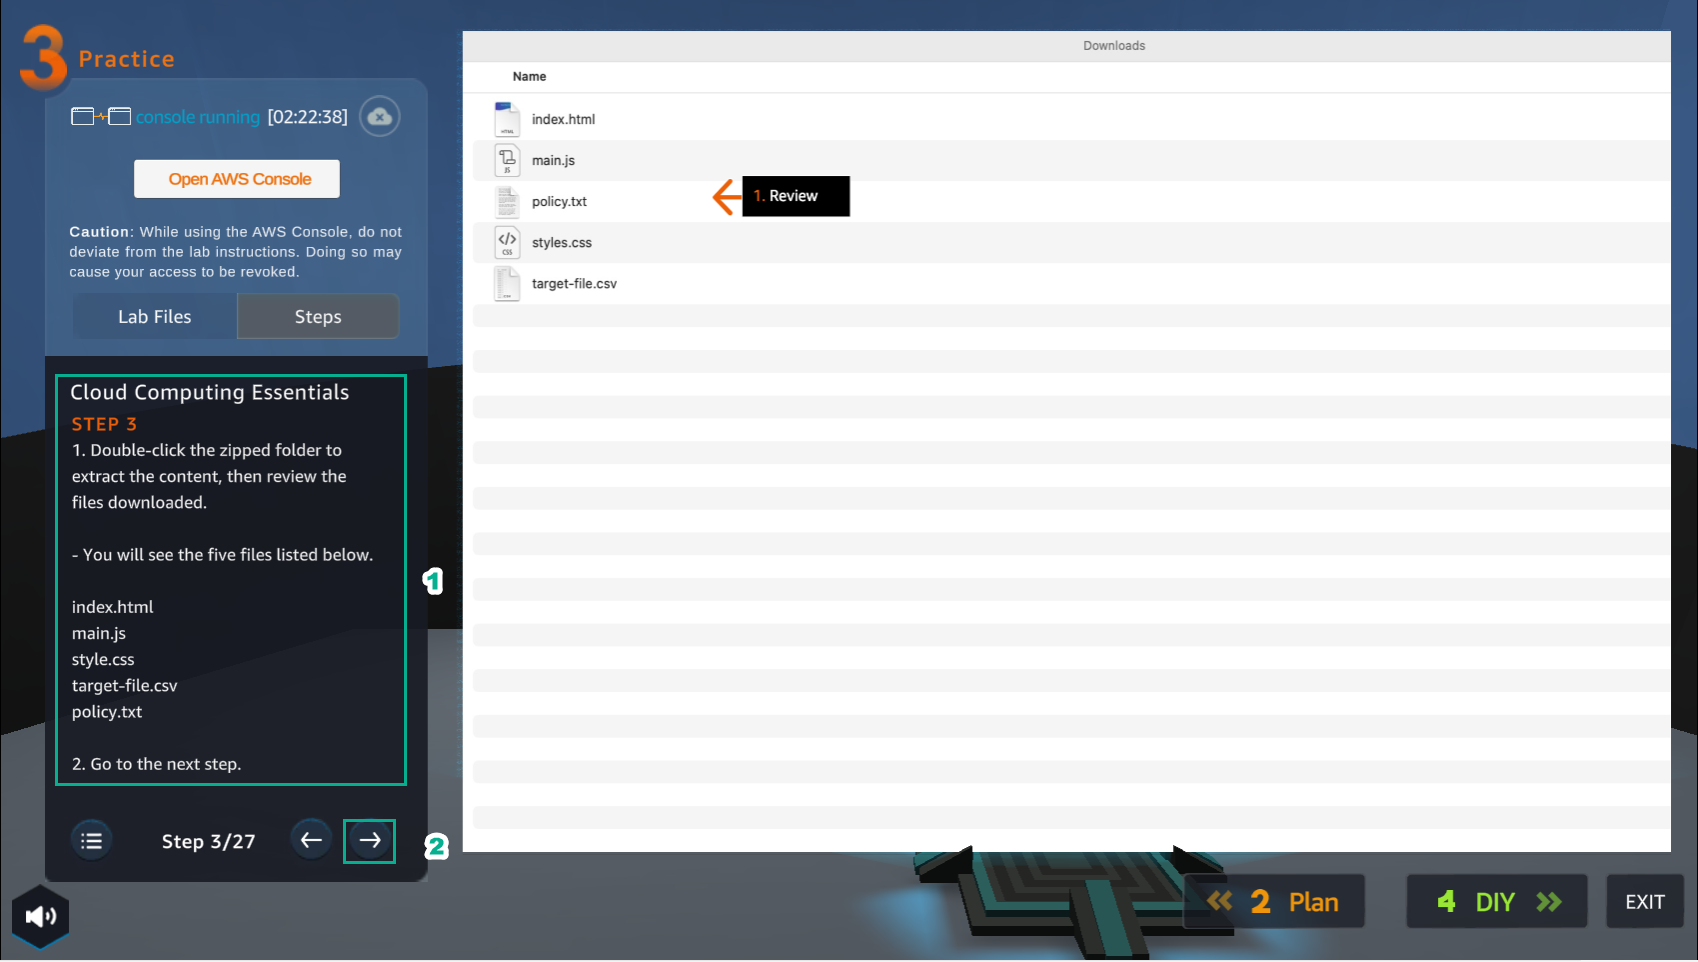 3 Practice
console running [02:22:38]
Open AWS Console
Caution: While using the AWS Console, do not
deviate from the lab instructions. Doing so may
cause your access to be revoked.
Lab Files
Steps
Cloud Computing Essentials
STEP 3
1. Double-click the zipped folder to
extract the content, then review the
files downloaded.
- You will see the five files listed below.
index.html
main.js
style.css
target-file.csv
policy.txt
2. Go to the next step.
1
Step 3/27
2
Downloads
Name
HTML
index.html
JS
main.js
policy.txt
1. Review
CSS
styles.css
target-file.csv
2 Plan
4 DIY
EXIT